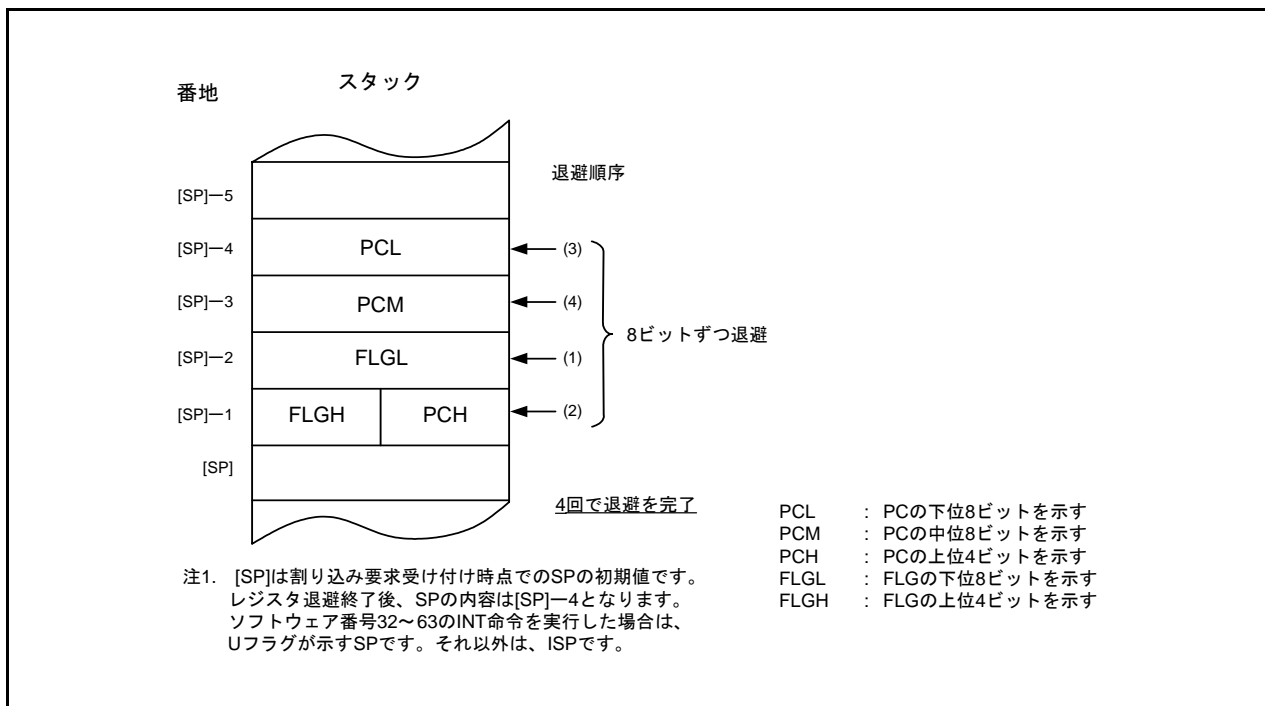 番地
スタック
退避順序
[SP]ー5
[SP]ー4
PCL
(3)
[SP]ー3
PCM
(4)
8ビットずつ退避
[SP]ー2
FLGL
(1)
[SP]ー1
FLGH
PCH
(2)
[SP]
4回で退避を完了
PCL : PCの下位8ビットを示す
PCM : PCの中位8ビットを示す
PCH : PCの上位4ビットを示す
FLGL : FLGの下位8ビットを示す
FLGH : FLGの上位4ビットを示す
注1. [SP]は割り込み要求受け付け時点でのSPの初期値です。
レジスタ退避終了後、SPの内容は[SP]ー4となります。
ソフトウェア番号32～63のINT命令を実行した場合は、
Uフラグが示すSPです。それ以外は、ISPです。